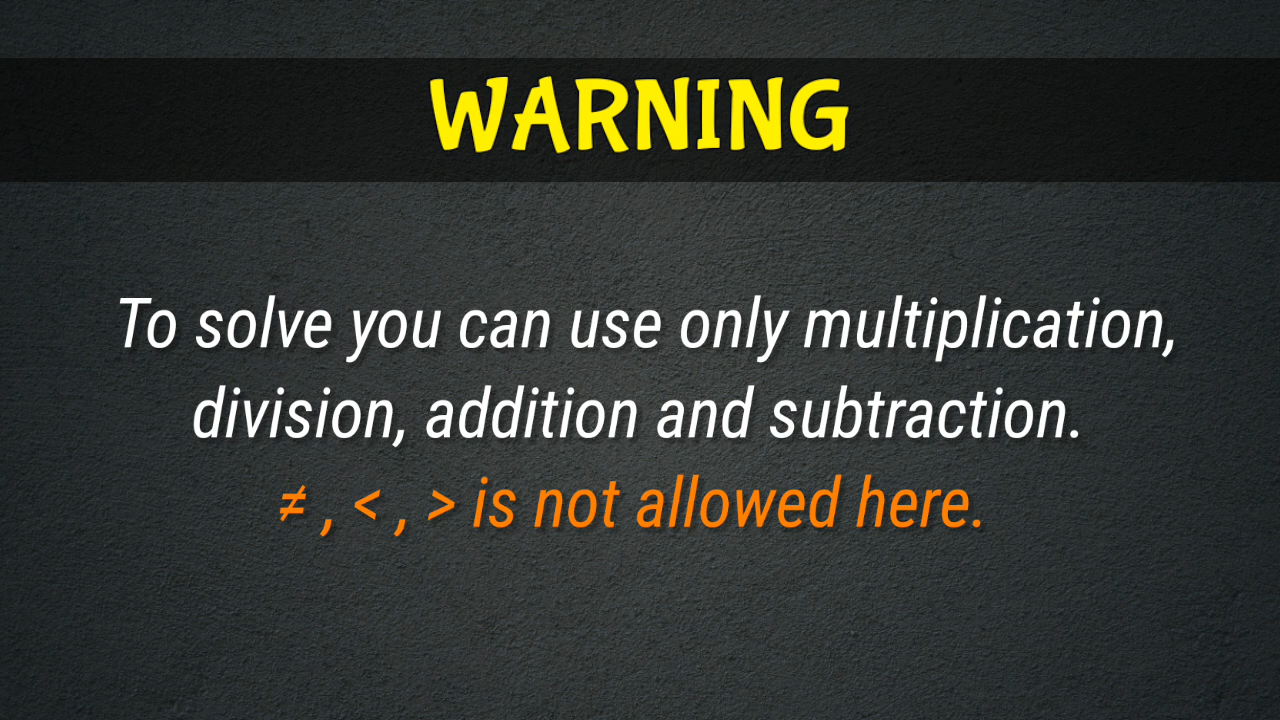 WARNING
To solve you can use only multiplication,
division, addition and subtraction.
≠ , < , > is not allowed here.